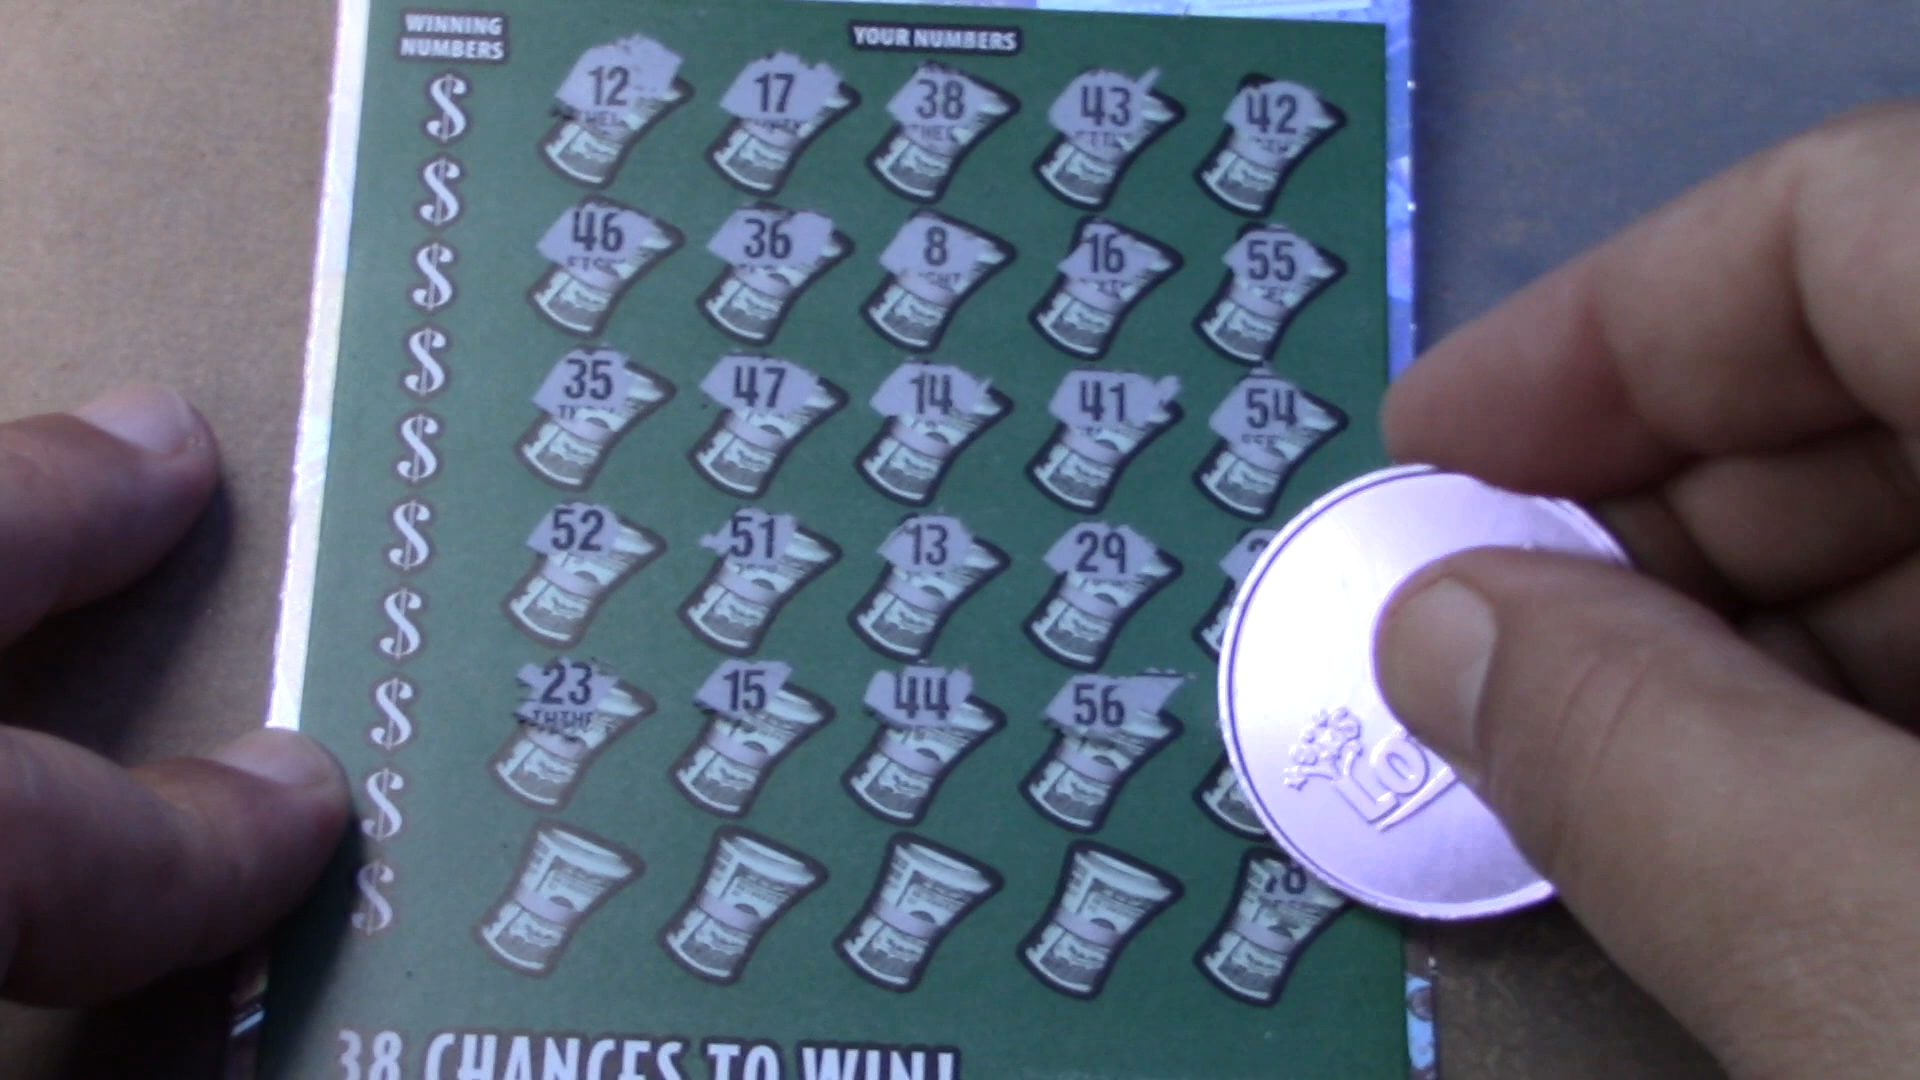 WINNING
NUMBERS
YOUR NUMBERS
12 17 38 43 42
46 36 8 16 55
35 47 14 41 54
52 51 13 29
23 15 44 56
38 CHANCES TO WIN!